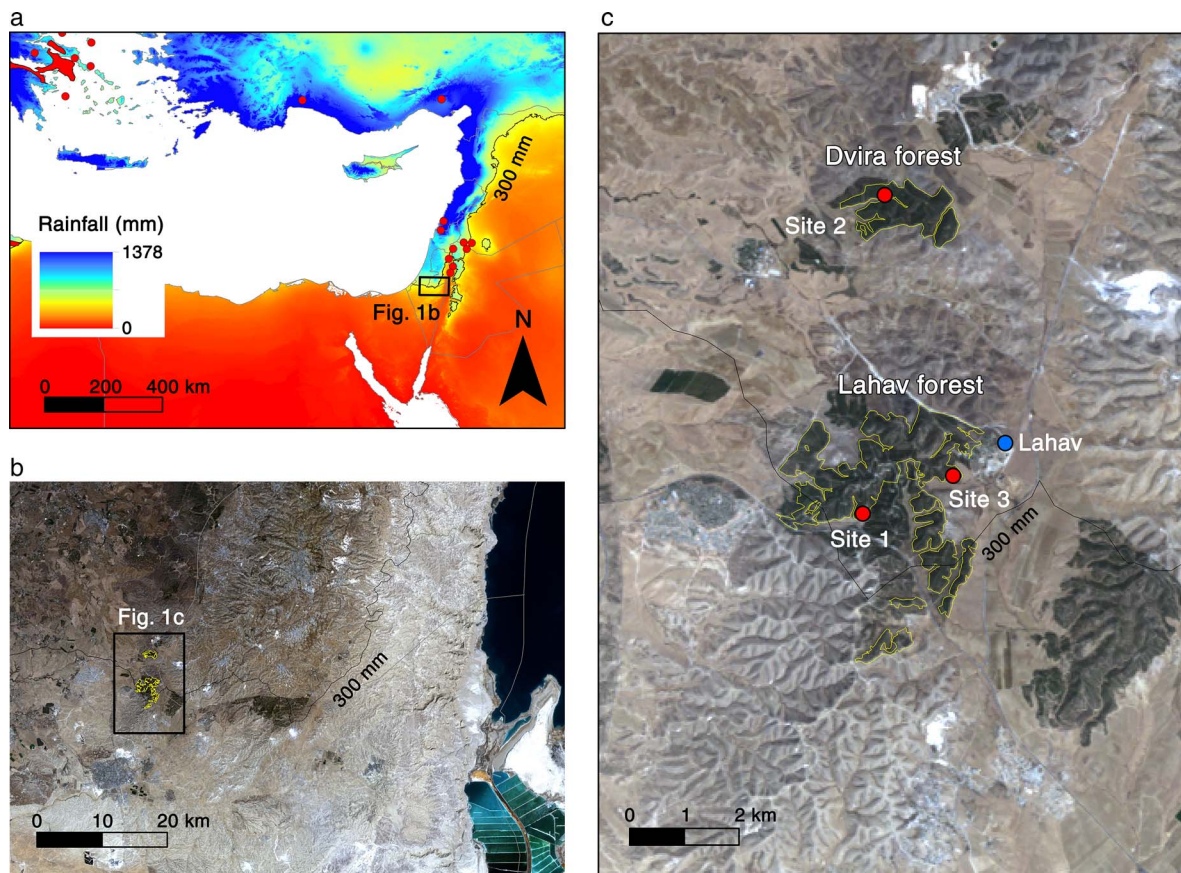 a
300 mm
Rainfall (mm)
1378
0
Fig. 1b
N
0 200 400 km
b
Fig. 1c
300 mm
0 10 20 km
c
Dvira forest
Site 2
Lahav forest
Lahav
Site 3
Site 1
300 mm
0 1 2 km